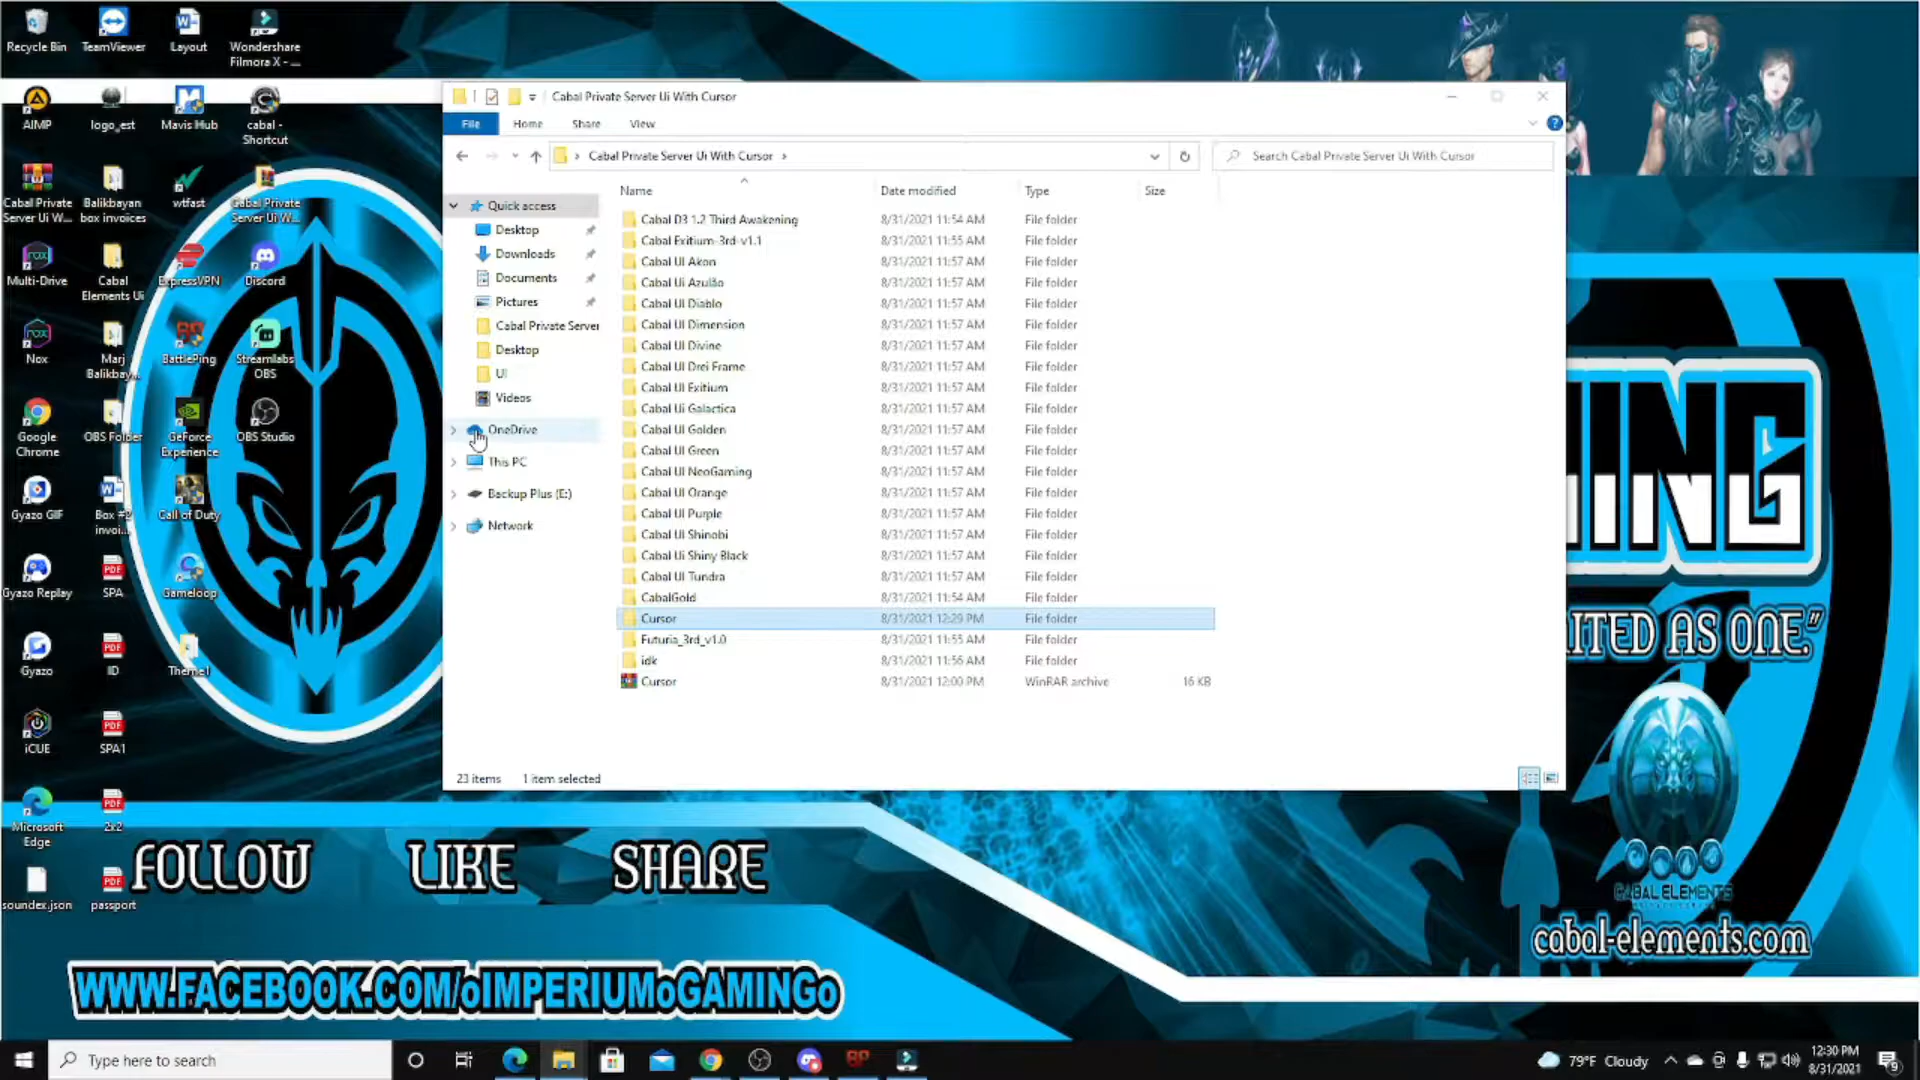 Recycle Bin
TeamViewer
Layout
Wondershare
Filmora X - ...
AIMP
logo_est
Mavis Hub
cabal -
Shortcut
Cabal Private
Server Ui W...
Balikbayan
box invoices
wtfast
Cabal Private
Server Ui W...
Multi-Drive
Cabal
Elements Ui
ExpressVPN
Discord
Nox
Marj
Balikbay...
BattlePing
Streamlabs
OBS
Google
Chrome
OBS Folder
GeForce
Experience
OBS Studio
Gyazo GIF
Box #2
invoi...
Call of Duty
Gyazo Replay
SPA
Gameloop
Gyazo
ID
Theme1
iCUE
SPA1
Microsoft
Edge
2x2
soundex.json
passport
Cabal Private Server Ui With Cursor
File
Home
Share
View
Cabal Private Server Ui With Cursor
Search Cabal Private Server Ui With Cursor
Quick access
Desktop
Downloads
Documents
Pictures
Cabal Private Server
Desktop
UI
Videos
OneDrive
This PC
Backup Plus (E:)
Network
Name Date modified Type Size
Cabal D3 1.2 Third Awakening 8/31/2021 11:54 AM File folder
Cabal Exitium-3rd-v1.1 8/31/2021 11:55 AM File folder
Cabal UI Akon 8/31/2021 11:57 AM File folder
Cabal Ui Azulão 8/31/2021 11:57 AM File folder
Cabal UI Diablo 8/31/2021 11:57 AM File folder
Cabal UI Dimension 8/31/2021 11:57 AM File folder
Cabal UI Divine 8/31/2021 11:57 AM File folder
Cabal UI Drei Frame 8/31/2021 11:57 AM File folder
Cabal UI Exitium 8/31/2021 11:57 AM File folder
Cabal Ui Galactica 8/31/2021 11:57 AM File folder
Cabal UI Golden 8/31/2021 11:57 AM File folder
Cabal UI Green 8/31/2021 11:57 AM File folder
Cabal UI NeoGaming 8/31/2021 11:57 AM File folder
Cabal UI Orange 8/31/2021 11:57 AM File folder
Cabal UI Purple 8/31/2021 11:57 AM File folder
Cabal UI Shinobi 8/31/2021 11:57 AM File folder
Cabal Ui Shiny Black 8/31/2021 11:57 AM File folder
Cabal UI Tundra 8/31/2021 11:57 AM File folder
CabalGold 8/31/2021 11:54 AM File folder
Cursor 8/31/2021 12:29 PM File folder
Futuria_3rd_v1.0 8/31/2021 11:55 AM File folder
idk 8/31/2021 11:56 AM File folder
Cursor 8/31/2021 12:00 PM WinRAR archive 16 KB
23 items 1 item selected
ING
ITED AS ONE."
CABAL ELEMENTS
cabal-elements.com
FOLLOW LIKE SHARE
WWW.FACEBOOK.COM/oIMPERIUMoGAMINGo
Type here to search
79°F Cloudy
12:30 PM
8/31/2021
9